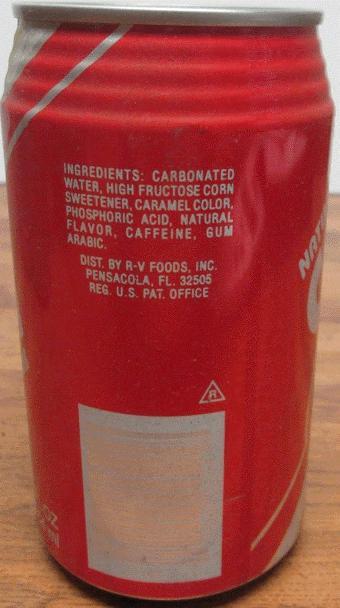 INGREDIENTS: CARBONATED
WATER, HIGH FRUCTOSE CORN
SWEETENER, CARAMEL COLOR,
PHOSPHORIC ACID, NATURAL
FLAVOR, CAFFEINE, GUM
ARABIC.
DIST. BY R-V FOODS, INC.
PENSACOLA, FL. 32505
REG. U.S. PAT. OFFICE
R